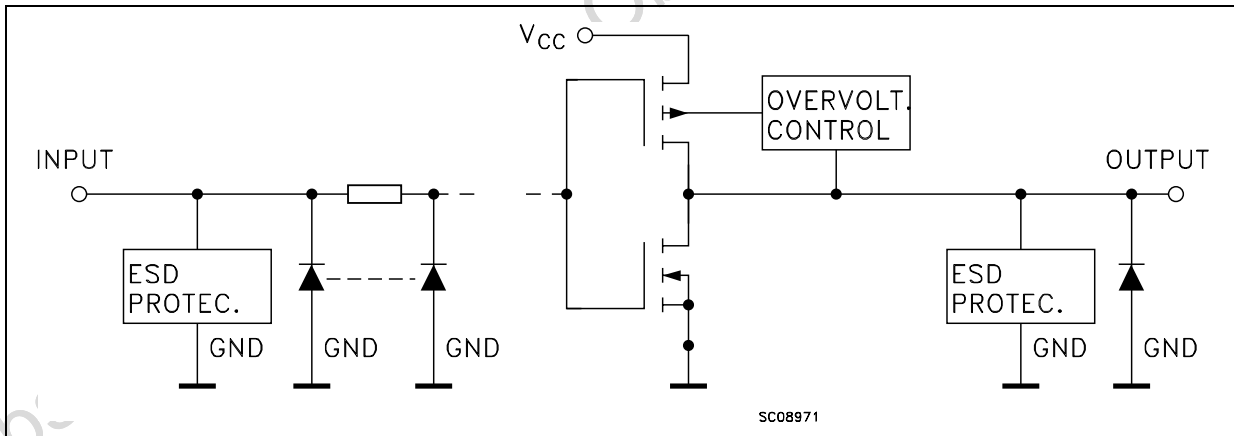 VCC
OVERVOLT.
CONTROL
INPUT
OUTPUT
ESD
PROTEC.
GND
GND
GND
ESD
PROTEC.
GND
GND
SC08971